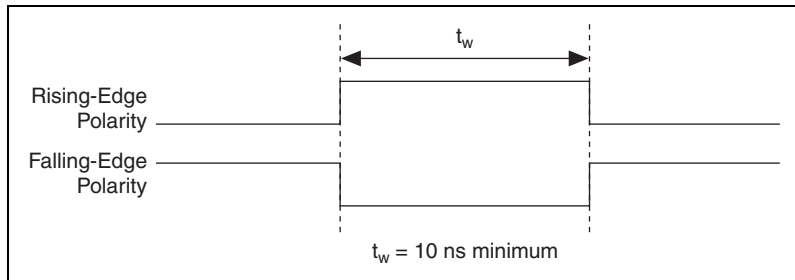 t_w
Rising-Edge
Polarity
Falling-Edge
Polarity
t_w = 10 ns minimum